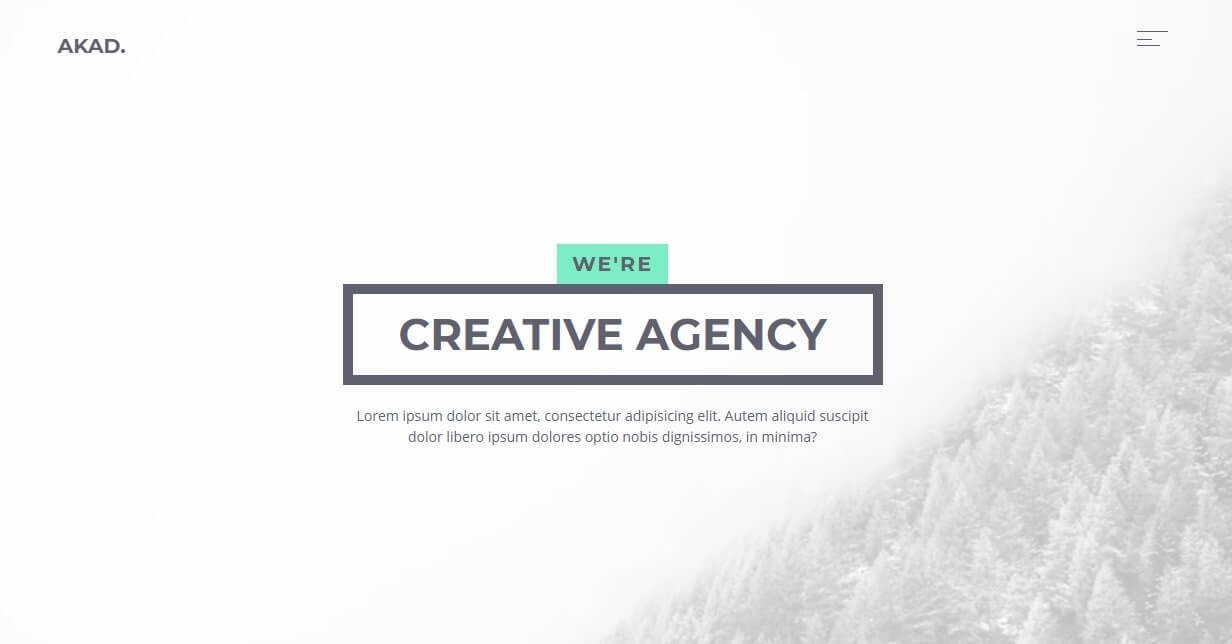 AKAD.
WE'RE
CREATIVE AGENCY
Lorem ipsum dolor sit amet, consectetur adipisicing elit. Autem aliquid suscipit
dolor libero ipsum dolores optio nobis dignissimos, in minima?